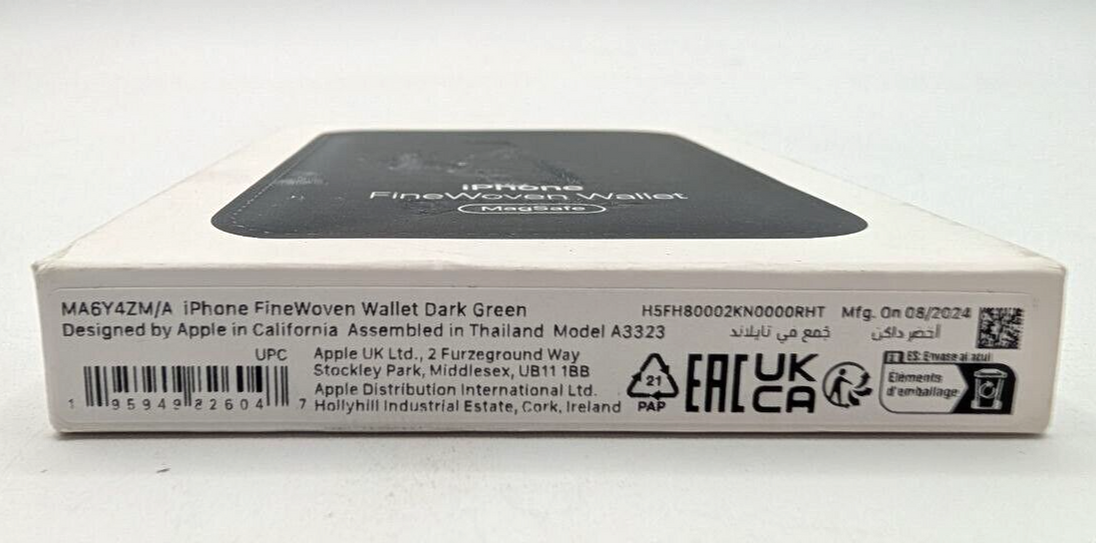 iPhone
FineWoven Wallet
MagSafe
MA6Y4ZM/A iPhone FineWoven Wallet Dark Green
H5FH80002KN0000RHT Mfg. On 08/2024
Designed by Apple in California Assembled in Thailand Model A3323
جُمع في تايلاند أخضر داكن
UPC
1 95949 82604 7
Apple UK Ltd., 2 Furzeground Way
Stockley Park, Middlesex, UB11 1BB
Apple Distribution International Ltd.
Hollyhill Industrial Estate, Cork, Ireland
21
PAP
EAC
UK
CA
ES: Envase al azul
Éléments
d'emballage